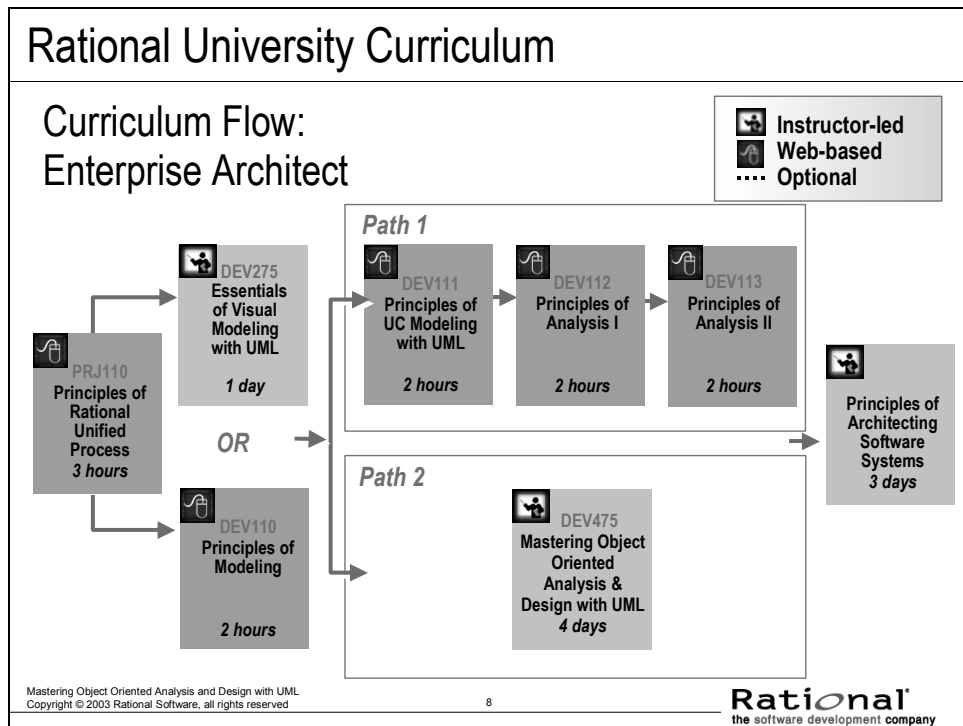 Rational University Curriculum
Curriculum Flow:
Enterprise Architect
Instructor-led
Web-based
Optional
PRJ110
Principles of
Rational
Unified
Process
3 hours
DEV275
Essentials
of Visual
Modeling
with UML
1 day
OR
DEV110
Principles of
Modeling
2 hours
Path 1
DEV111
Principles of
UC Modeling
with UML
2 hours
DEV112
Principles of
Analysis I
2 hours
DEV113
Principles of
Analysis II
2 hours
Path 2
DEV475
Mastering Object
Oriented
Analysis &
Design with UML
4 days
Principles of
Architecting
Software
Systems
3 days
Mastering Object Oriented Analysis and Design with UML
Copyright © 2003 Rational Software, all rights reserved
8
Rational
the software development company